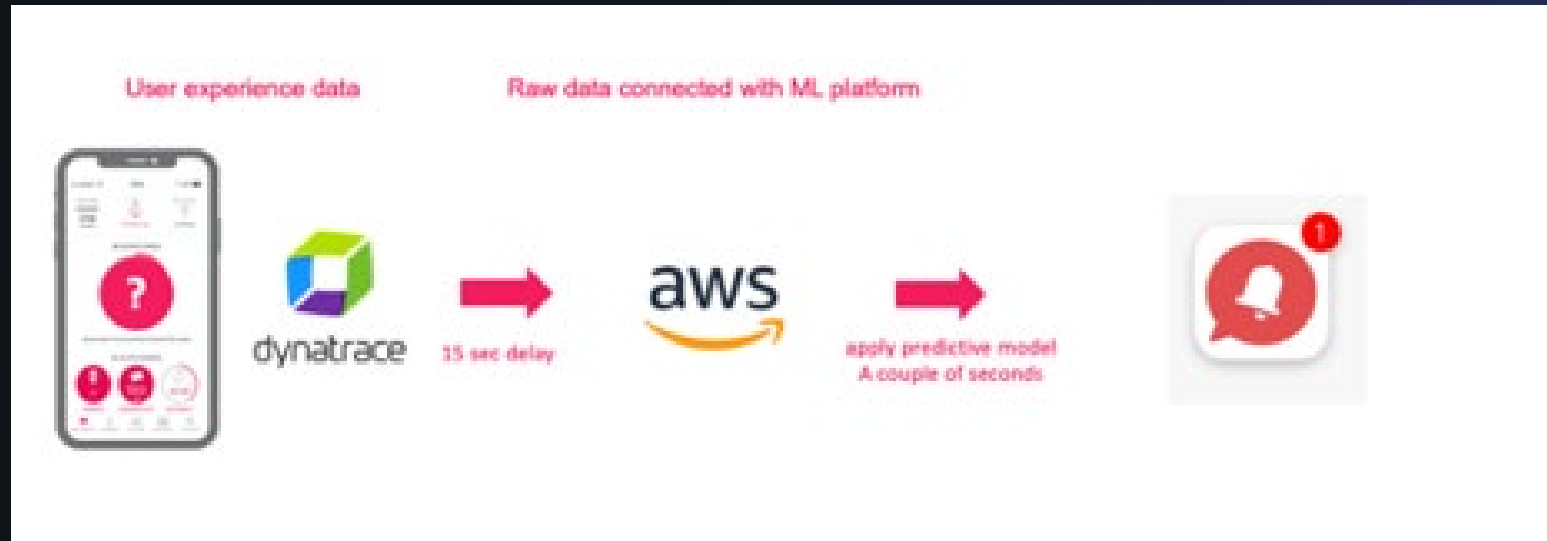 User experience data
Raw data connected with ML platform
?
dynatrace
15 sec delay
aws
apply predictive model
A couple of seconds
1